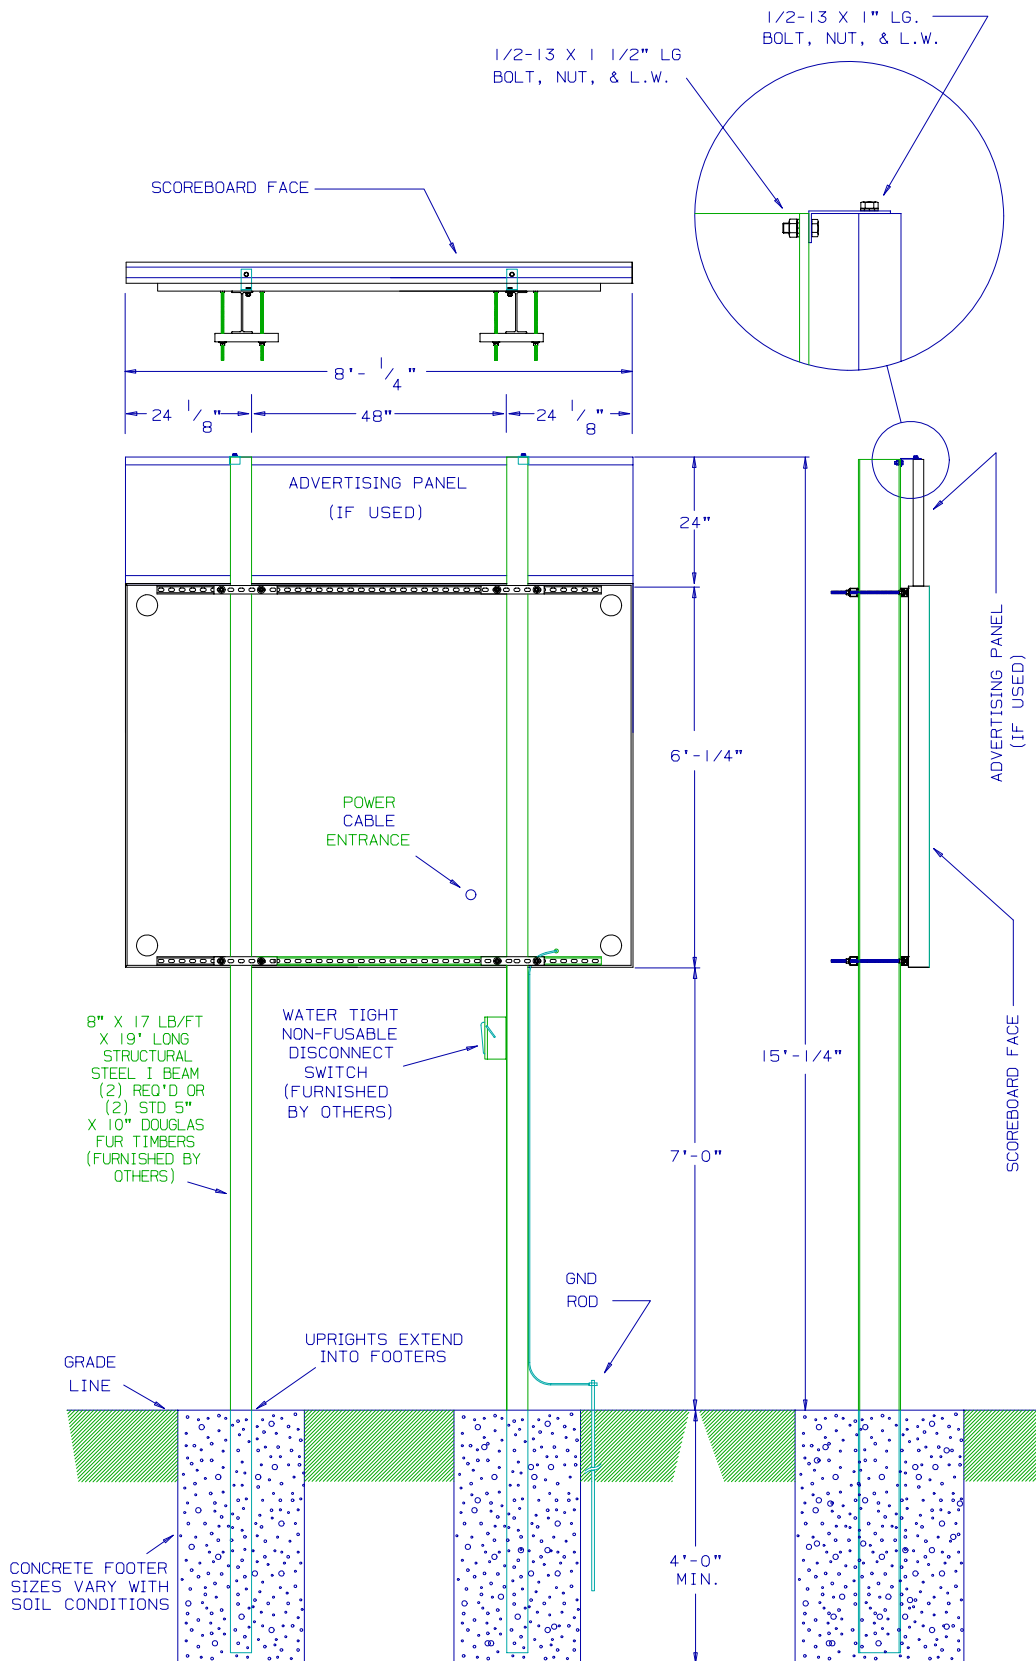 1/2-13 X 1" LG.
BOLT, NUT, & L.W.
1/2-13 X 1 1/2" LG
BOLT, NUT, & L.W.
SCOREBOARD FACE
8'- 1/4"
24 1/8"
48"
24 1/8"
ADVERTISING PANEL
(IF USED)
24"
ADVERTISING PANEL
(IF USED)
6'-1/4"
POWER
CABLE
ENTRANCE
8" X 17 LB/FT
X 19' LONG
STRUCTURAL
STEEL I BEAM
(2) REQ'D OR
(2) STD 5"
X 10" DOUGLAS
FUR TIMBERS
(FURNISHED BY
OTHERS)
WATER TIGHT
NON-FUSABLE
DISCONNECT
SWITCH
(FURNISHED
BY OTHERS)
15'-1/4"
SCOREBOARD FACE
7'-0"
GND
ROD
UPRIGHTS EXTEND
INTO FOOTERS
GRADE
LINE
CONCRETE FOOTER
SIZES VARY WITH
SOIL CONDITIONS
4'-0"
MIN.